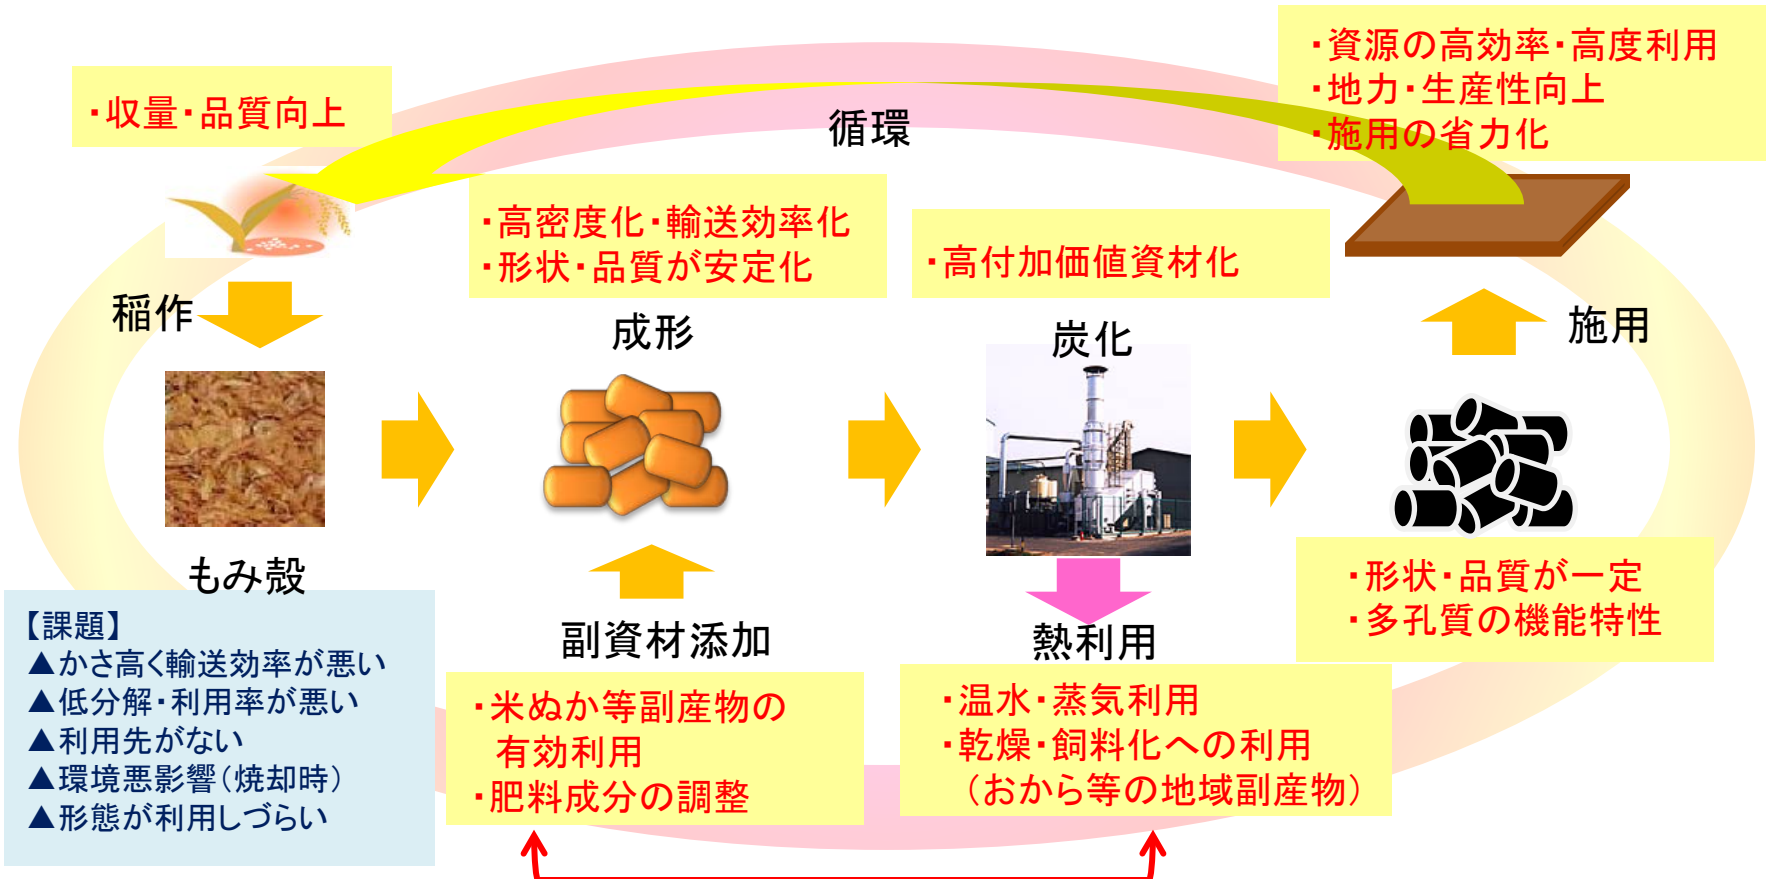 ・収量・品質向上
循環
・資源の高効率・高度利用
・地力・生産性向上
・施用の省力化
・高密度化・輸送効率化
・形状・品質が安定化
・高付加価値資材化
稲作
成形
炭化
施用
もみ殻
【課題】
▲かさ高く輸送効率が悪い
▲低分解・利用率が悪い
▲利用先がない
▲環境悪影響（焼却時）
▲形態が利用しづらい
副資材添加
・米ぬか等副産物の
有効利用
・肥料成分の調整
熱利用
・温水・蒸気利用
・乾燥・飼料化への利用
（おから等の地域副産物）
・形状・品質が一定
・多孔質の機能特性